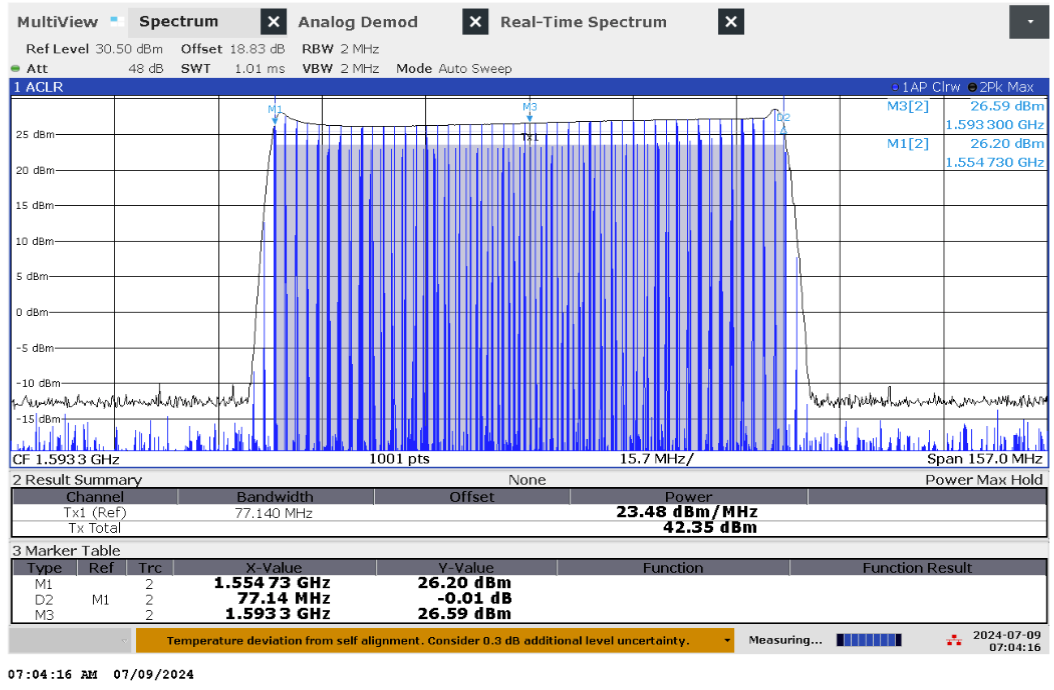 MultiView Spectrum X Analog Demod X Real-Time Spectrum X
Ref Level 30.50 dBm Offset 18.83 dB RBW 2 MHz
Att 48 dB SWT 1.01 ms VBW 2 MHz Mode Auto Sweep
1 ACLR 1AP Clrw 2Pk Max
M1 M3 M3[2] 26.59 dBm
D2 1.593 300 GHz
25 dBm Tx1 M1[2] 26.20 dBm
1.554 730 GHz
20 dBm
15 dBm
10 dBm
5 dBm
0 dBm
-5 dBm
-10 dBm
-15 dBm
CF 1.5933 GHz 1001 pts 15.7 MHz/ Span 157.0 MHz
2 Result Summary None Power Max Hold
Channel Bandwidth Offset Power
Tx1 (Ref) 77.140 MHz 23.48 dBm/MHz
Tx Total 42.35 dBm
3 Marker Table
Type Ref Trc X-Value Y-Value Function Function Result
M1 2 1.554 73 GHz 26.20 dBm
D2 M1 2 77.14 MHz -0.01 dB
M3 2 1.593 3 GHz 26.59 dBm
Temperature deviation from self alignment. Consider 0.3 dB additional level uncertainty. Measuring... 2024-07-09
07:04:16
07:04:16 AM 07/09/2024